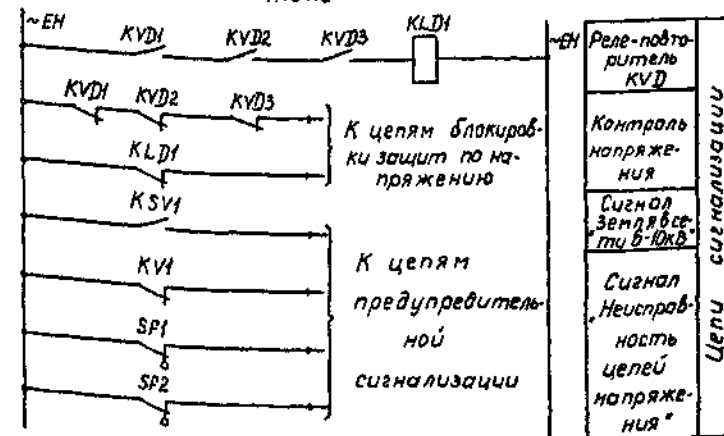 ~ЕН
KVD1
KVD2
KVD3
KLD1
~ЕН
Реле-повто-
ритель
KVD
KVD1
KVD2
KVD3
К цепям блокиров-
ки защит по на-
пряжению
Контроль
напряже-
ния
KLD1
KSV1
Сигнал
„Земля в се-
ти 6-10кВ"
KV1
К цепям
предупредитель-
ной
сигнализации
SF1
SF2
Сигнал
„Неисправ-
ность
цепей
напряже-
ния"
Цепи сигнализации